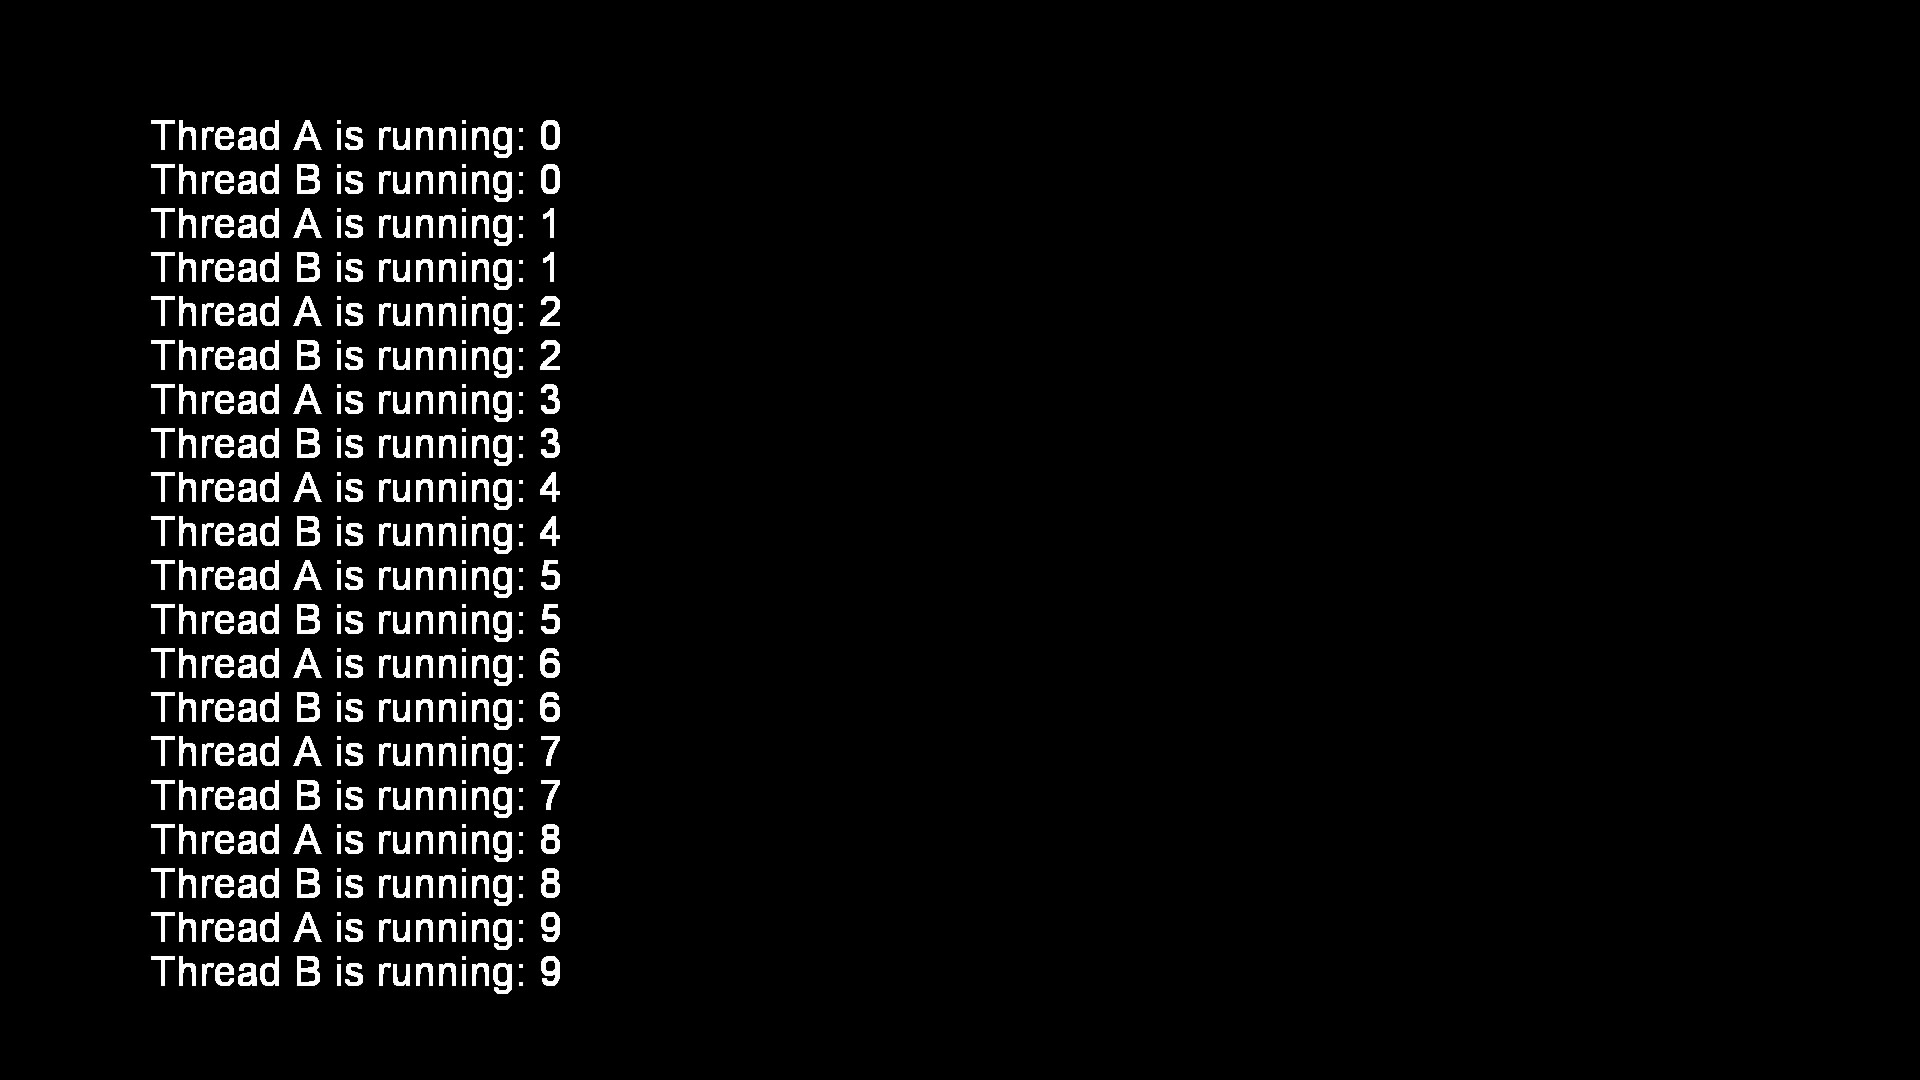 Thread A is running: 0
Thread B is running: 0
Thread A is running: 1
Thread B is running: 1
Thread A is running: 2
Thread B is running: 2
Thread A is running: 3
Thread B is running: 3
Thread A is running: 4
Thread B is running: 4
Thread A is running: 5
Thread B is running: 5
Thread A is running: 6
Thread B is running: 6
Thread A is running: 7
Thread B is running: 7
Thread A is running: 8
Thread B is running: 8
Thread A is running: 9
Thread B is running: 9